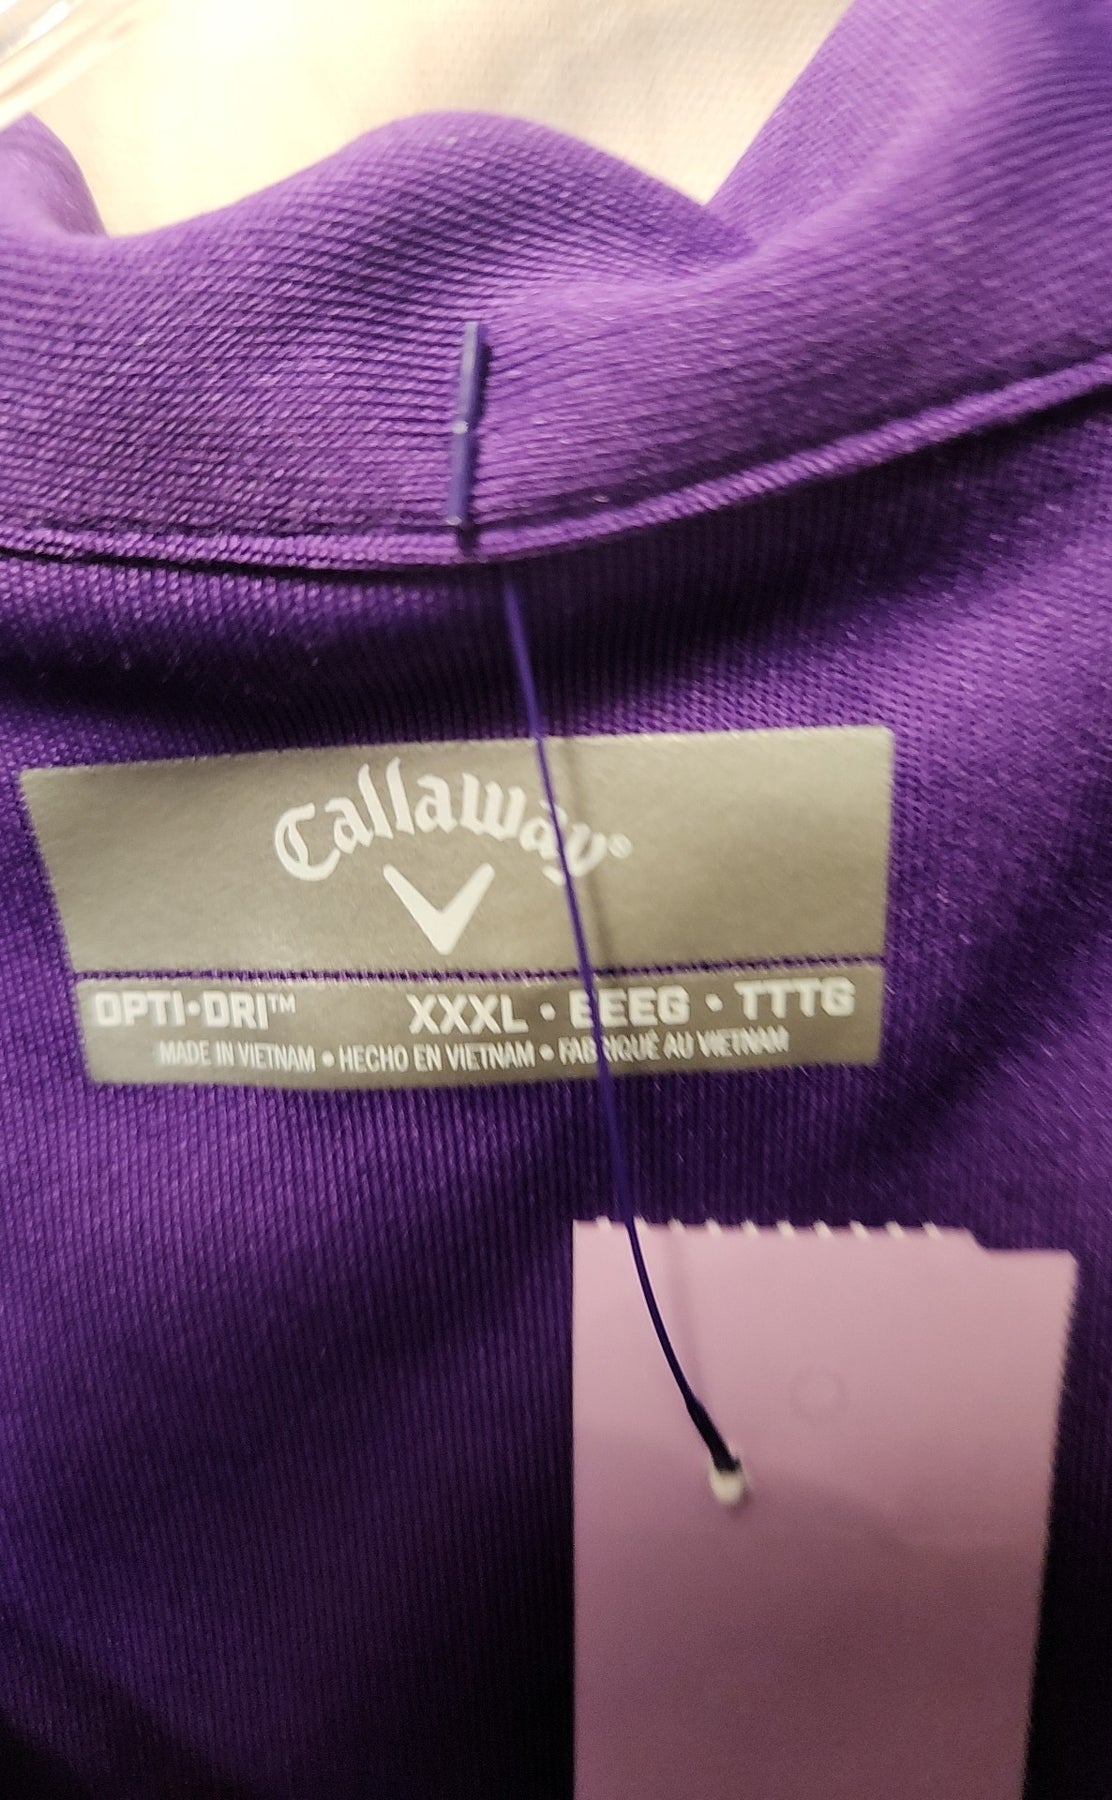 Callaway®
OPTI•DRI™ XXXL • EEEG • TTTG
MADE IN VIETNAM • HECHO EN VIETNAM • FABRIQUÉ AU VIETNAM